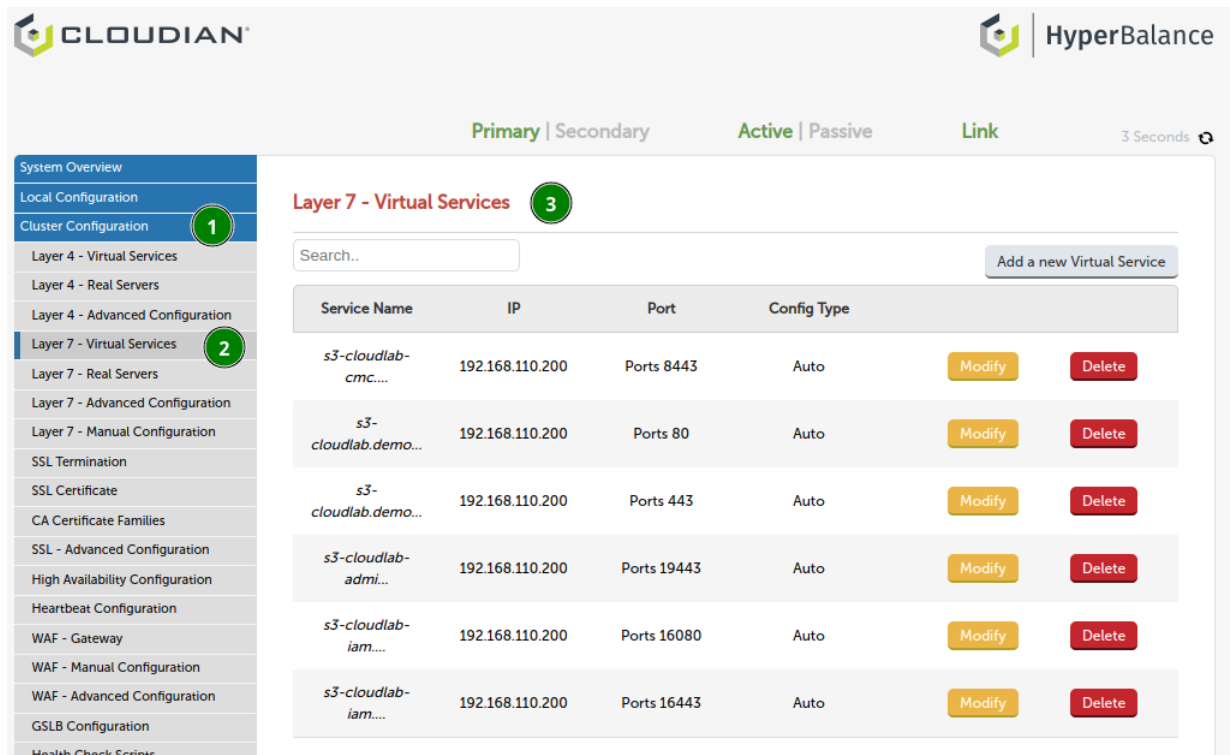 CLOUDIAN®
HyperBalance
Primary | Secondary Active | Passive Link 3 Seconds
System Overview
Local Configuration
Cluster Configuration 1
Layer 4 - Virtual Services
Layer 4 - Real Servers
Layer 4 - Advanced Configuration
Layer 7 - Virtual Services 2
Layer 7 - Real Servers
Layer 7 - Advanced Configuration
Layer 7 - Manual Configuration
SSL Termination
SSL Certificate
CA Certificate Families
SSL - Advanced Configuration
High Availability Configuration
Heartbeat Configuration
WAF - Gateway
WAF - Manual Configuration
WAF - Advanced Configuration
GSLB Configuration
Health Check Scripts
Layer 7 - Virtual Services 3
Search..
Add a new Virtual Service
Service Name IP Port Config Type
s3-cloudlab-
cmc.... 192.168.110.200 Ports 8443 Auto Modify Delete
s3-
cloudlab.demo... 192.168.110.200 Ports 80 Auto Modify Delete
s3-
cloudlab.demo... 192.168.110.200 Ports 443 Auto Modify Delete
s3-cloudlab-
admi... 192.168.110.200 Ports 19443 Auto Modify Delete
s3-cloudlab-
iam.... 192.168.110.200 Ports 16080 Auto Modify Delete
s3-cloudlab-
iam.... 192.168.110.200 Ports 16443 Auto Modify Delete